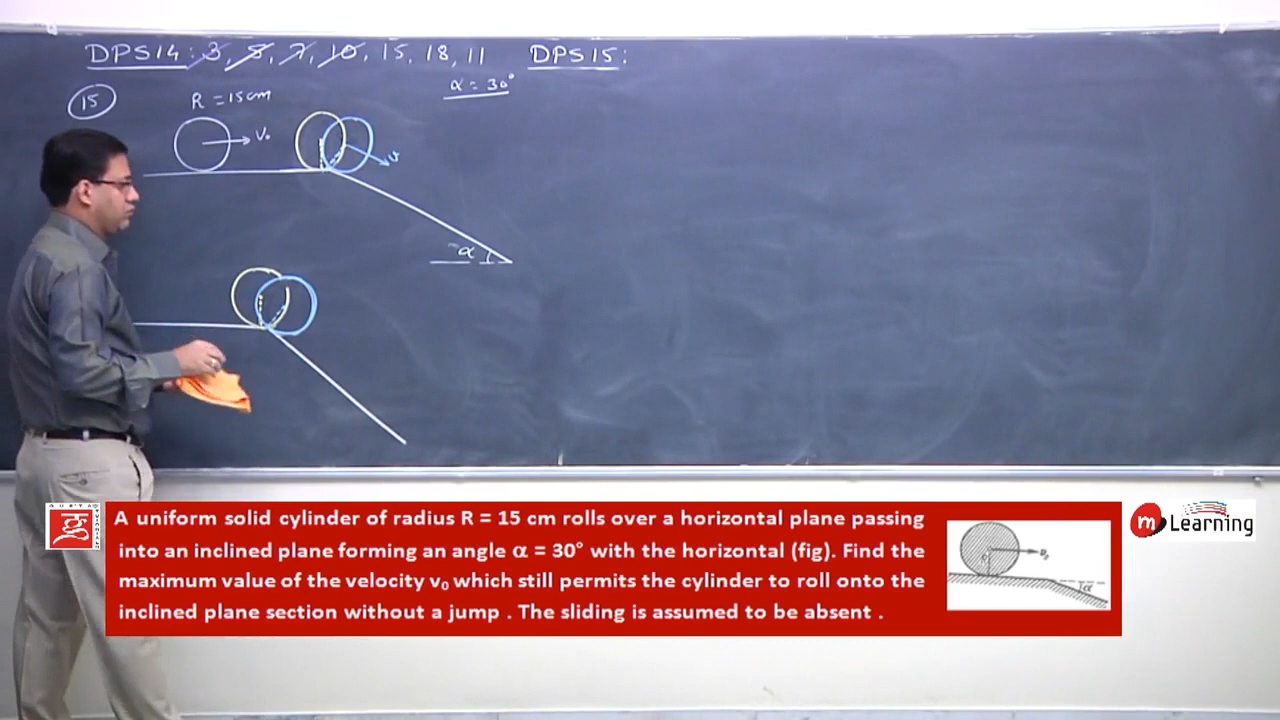 DPS14: 3, 8, 7, 10, 15, 18, 11 DPS15:
α = 30°
15
R = 15cm
V₀
v
α
A uniform solid cylinder of radius R = 15 cm rolls over a horizontal plane passing
into an inclined plane forming an angle α = 30° with the horizontal (fig). Find the
maximum value of the velocity v₀ which still permits the cylinder to roll onto the
inclined plane section without a jump . The sliding is assumed to be absent .
α
m Learning